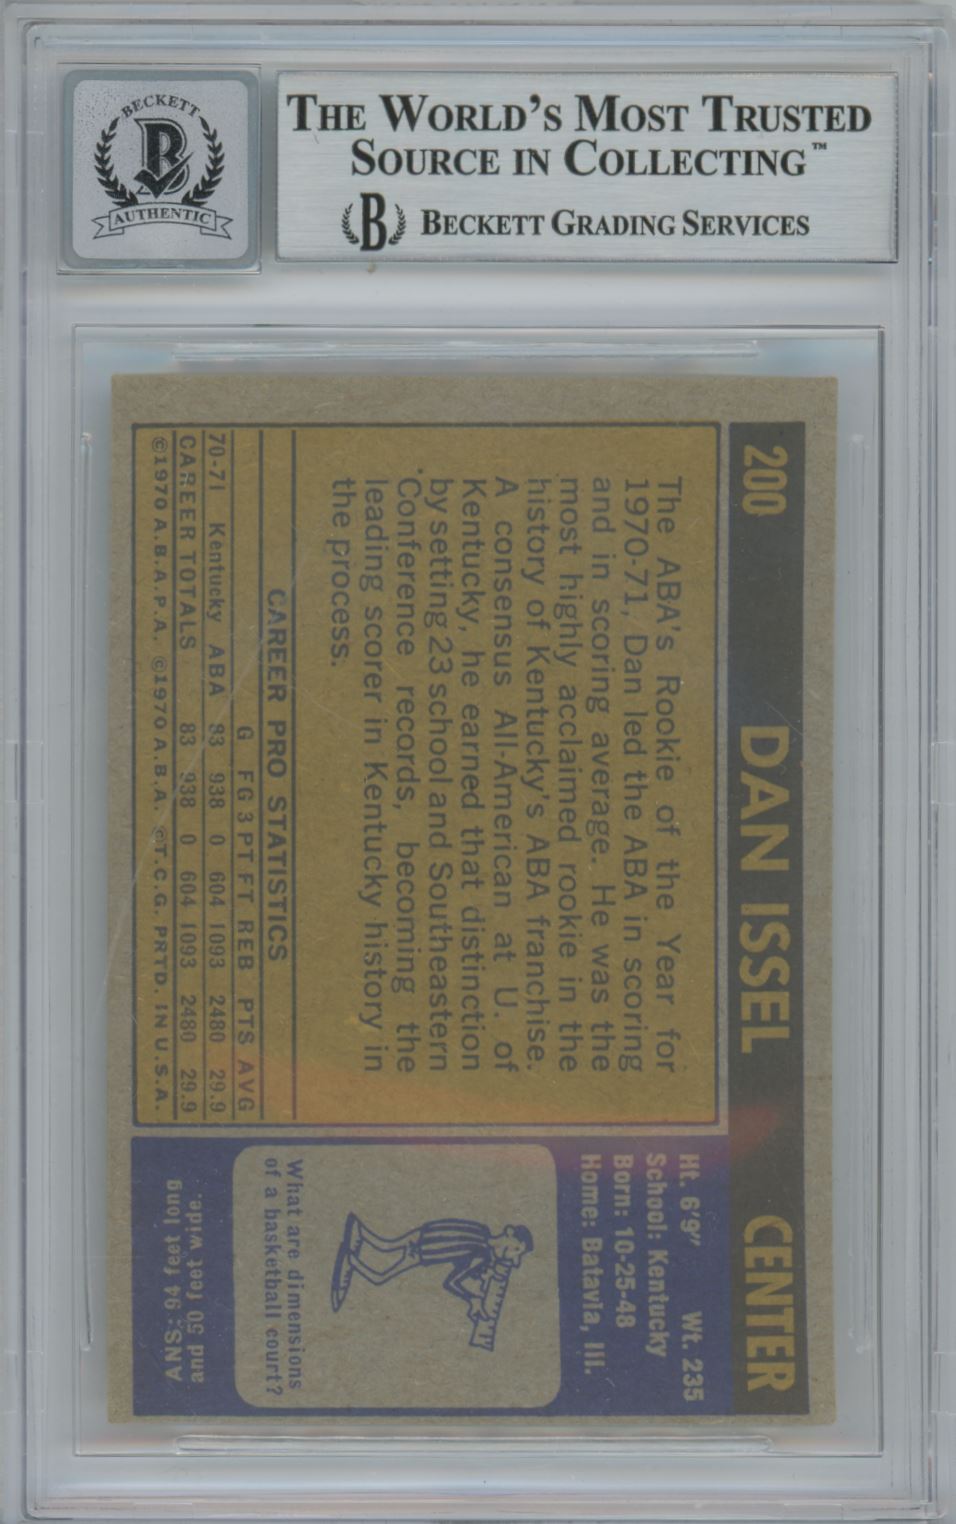 BECKETT
B
AUTHENTIC
THE WORLD'S MOST TRUSTED
SOURCE IN COLLECTING™
B BECKETT GRADING SERVICES
200 DAN ISSEL CENTER
The ABA's Rookie of the Year for
1970-71, Dan led the ABA in scoring
and in scoring average. He was the
most highly acclaimed rookie in the
history of Kentucky's ABA franchise.
A consensus All-American at U. of
Kentucky, he earned that distinction
by setting 23 school and Southeastern
Conference records, becoming the
leading scorer in Kentucky history in
the process.
CAREER PRO STATISTICS
G FG 3PT FT REB PTS AVG
70-71 Kentucky ABA 83 938 0 604 1093 2480 29.9
CAREER TOTALS 83 938 0 604 1093 2480 29.9
©1970 A.B.A.P.A. ©1970 A.B.A. ©T.C.G. PRTD. IN U.S.A.
Ht. 6'9" Wt. 235
School: Kentucky
Born: 10-25-48
Home: Batavia, Ill.
What are dimensions
of a basketball court?
ANS: 94 feet long
and 50 feet wide.